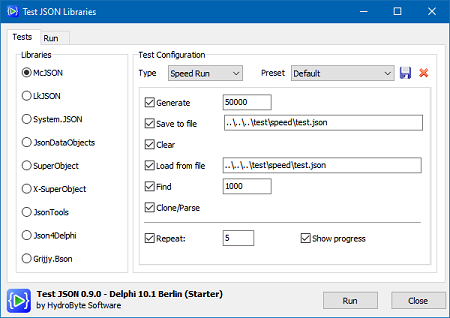 Test JSON Libraries
Tests Run
Libraries
McJSON
LkJSON
System.JSON
JsonDataObjects
SuperObject
X-SuperObject
JsonTools
Json4Delphi
Grijjy.Bson
Test Configuration
Type Speed Run Preset Default
Generate 50000
Save to file ..\..\..\test\speed\test.json
Clear
Load from file ..\..\..\test\speed\test.json
Find 1000
Clone/Parse
Repeat: 5 Show progress
Test JSON 0.9.0 - Delphi 10.1 Berlin (Starter)
by HydroByte Software
Run Close